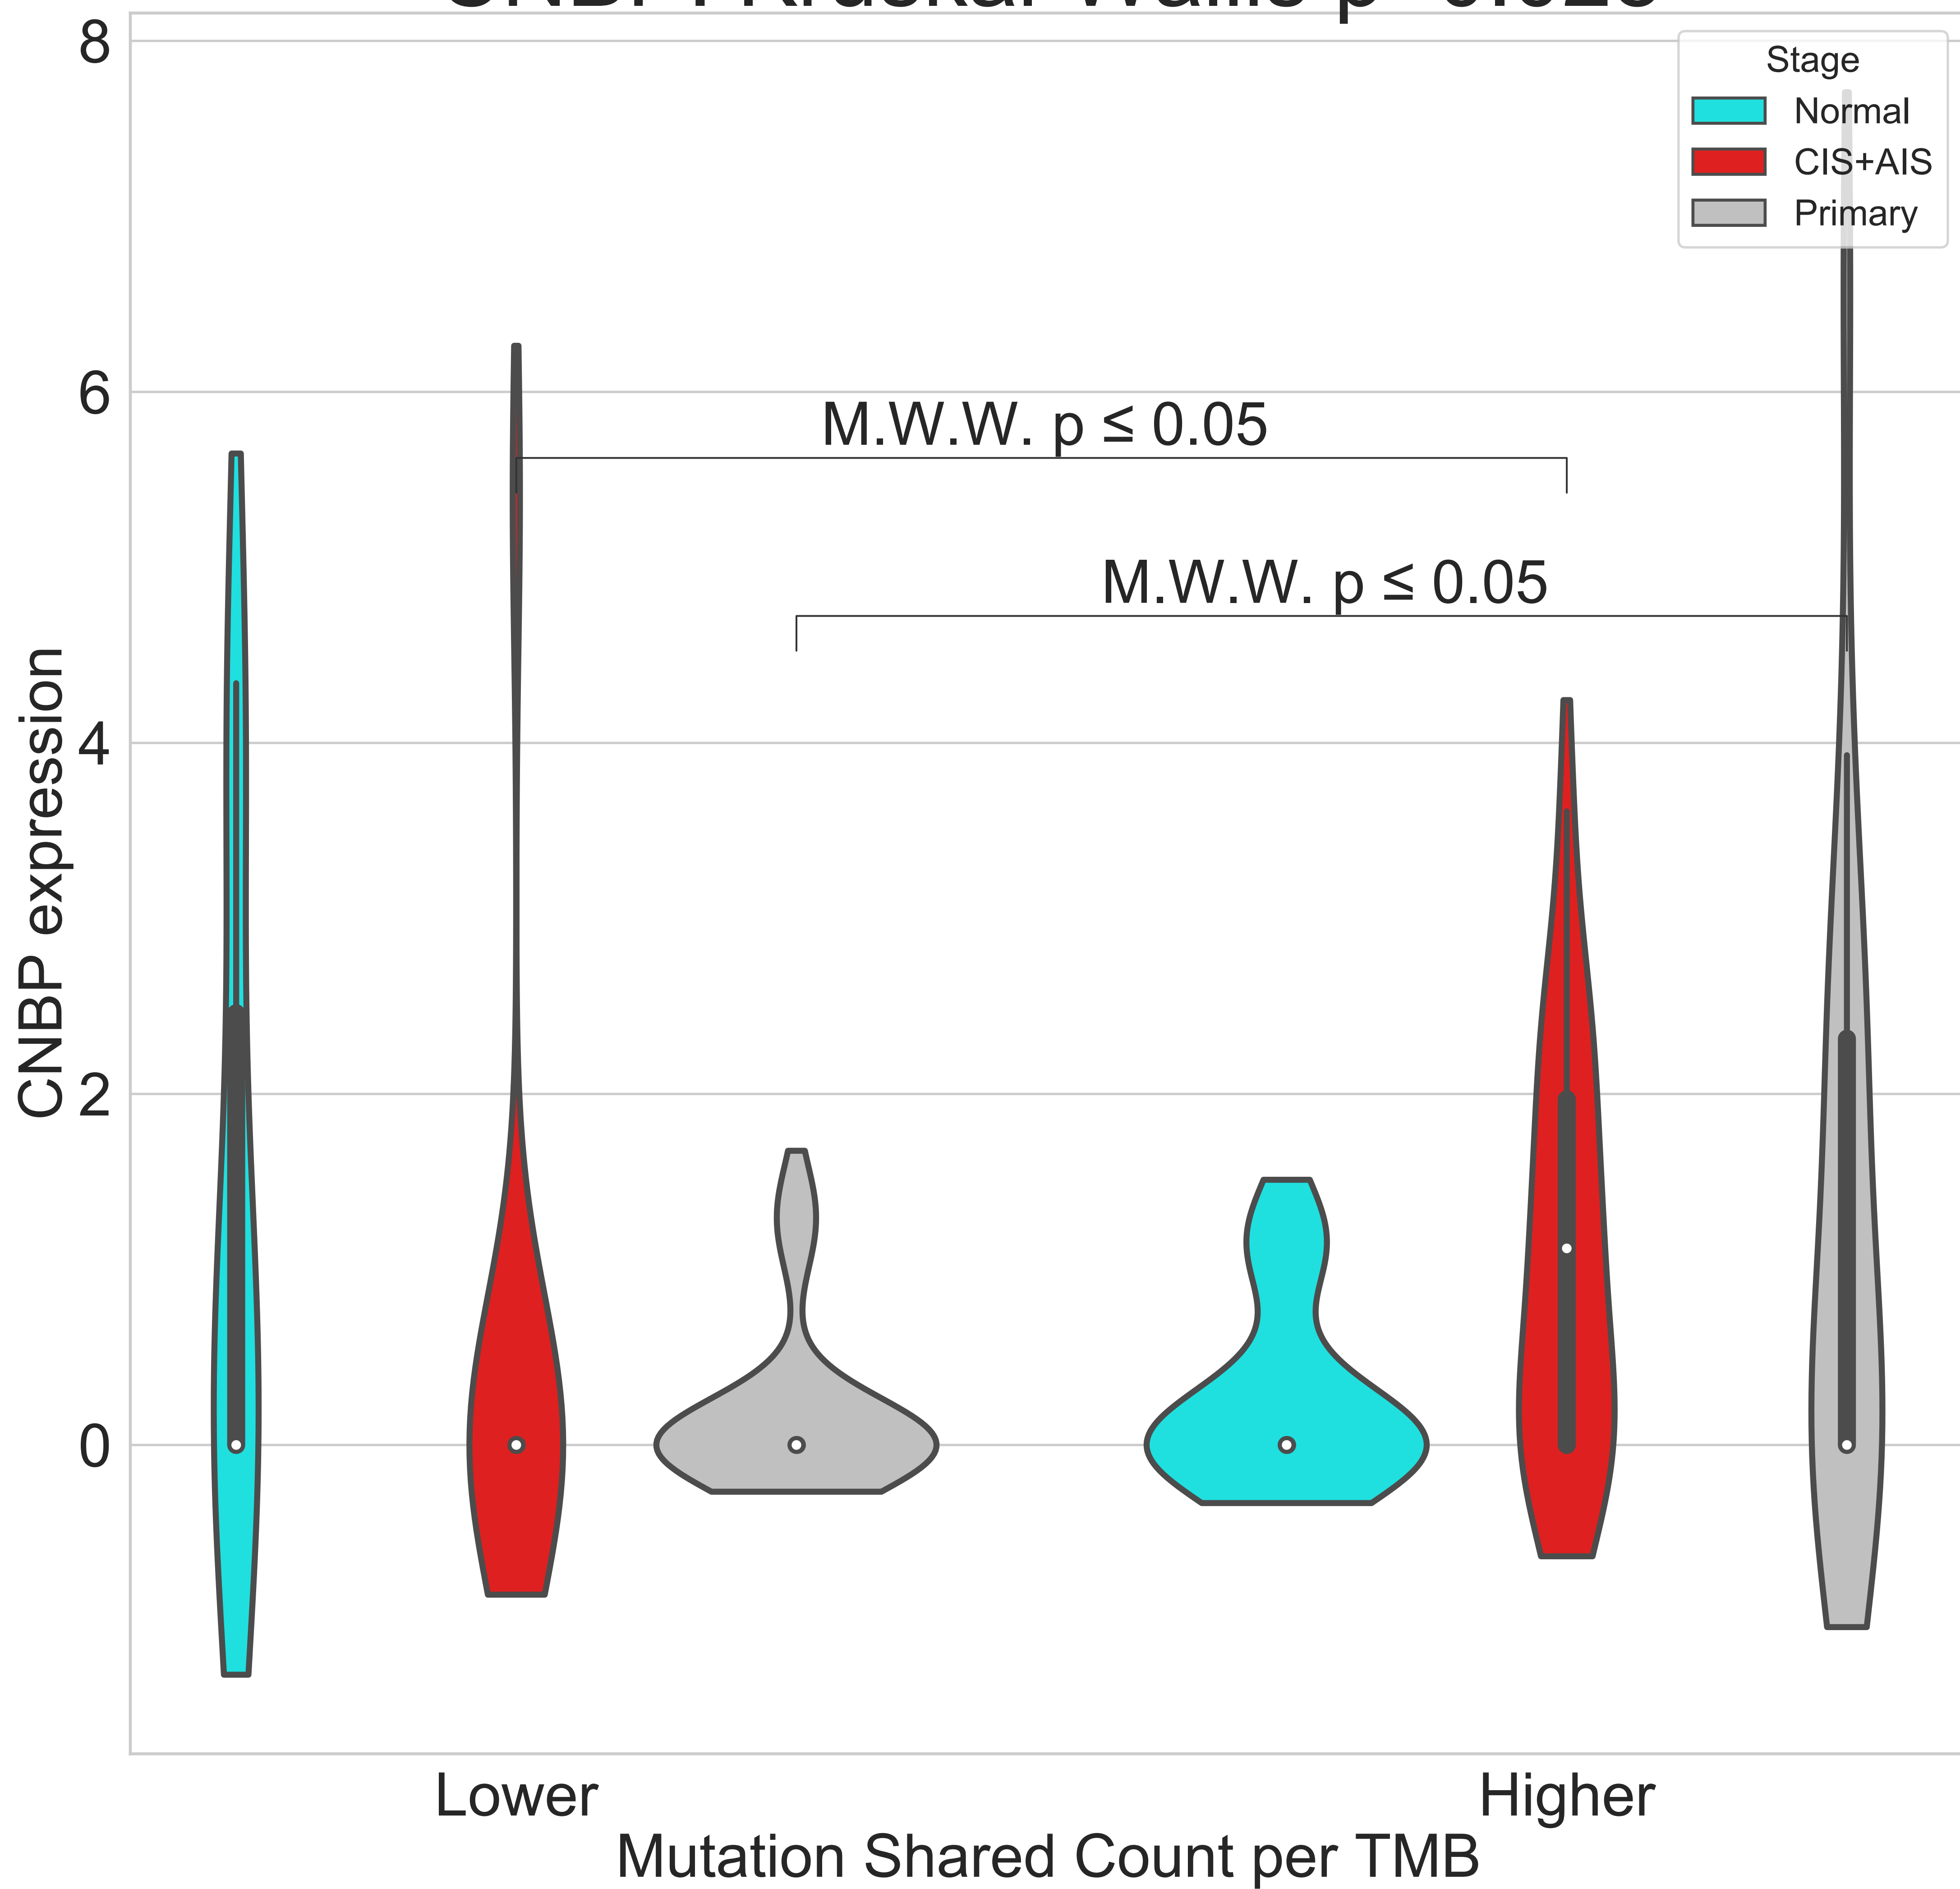 8
6
4
2
0
CNBP expression
Stage
Normal
CIS+AIS
Primary
M.W.W. p ≤ 0.05
M.W.W. p ≤ 0.05
Lower
Higher
Mutation Shared Count per TMB